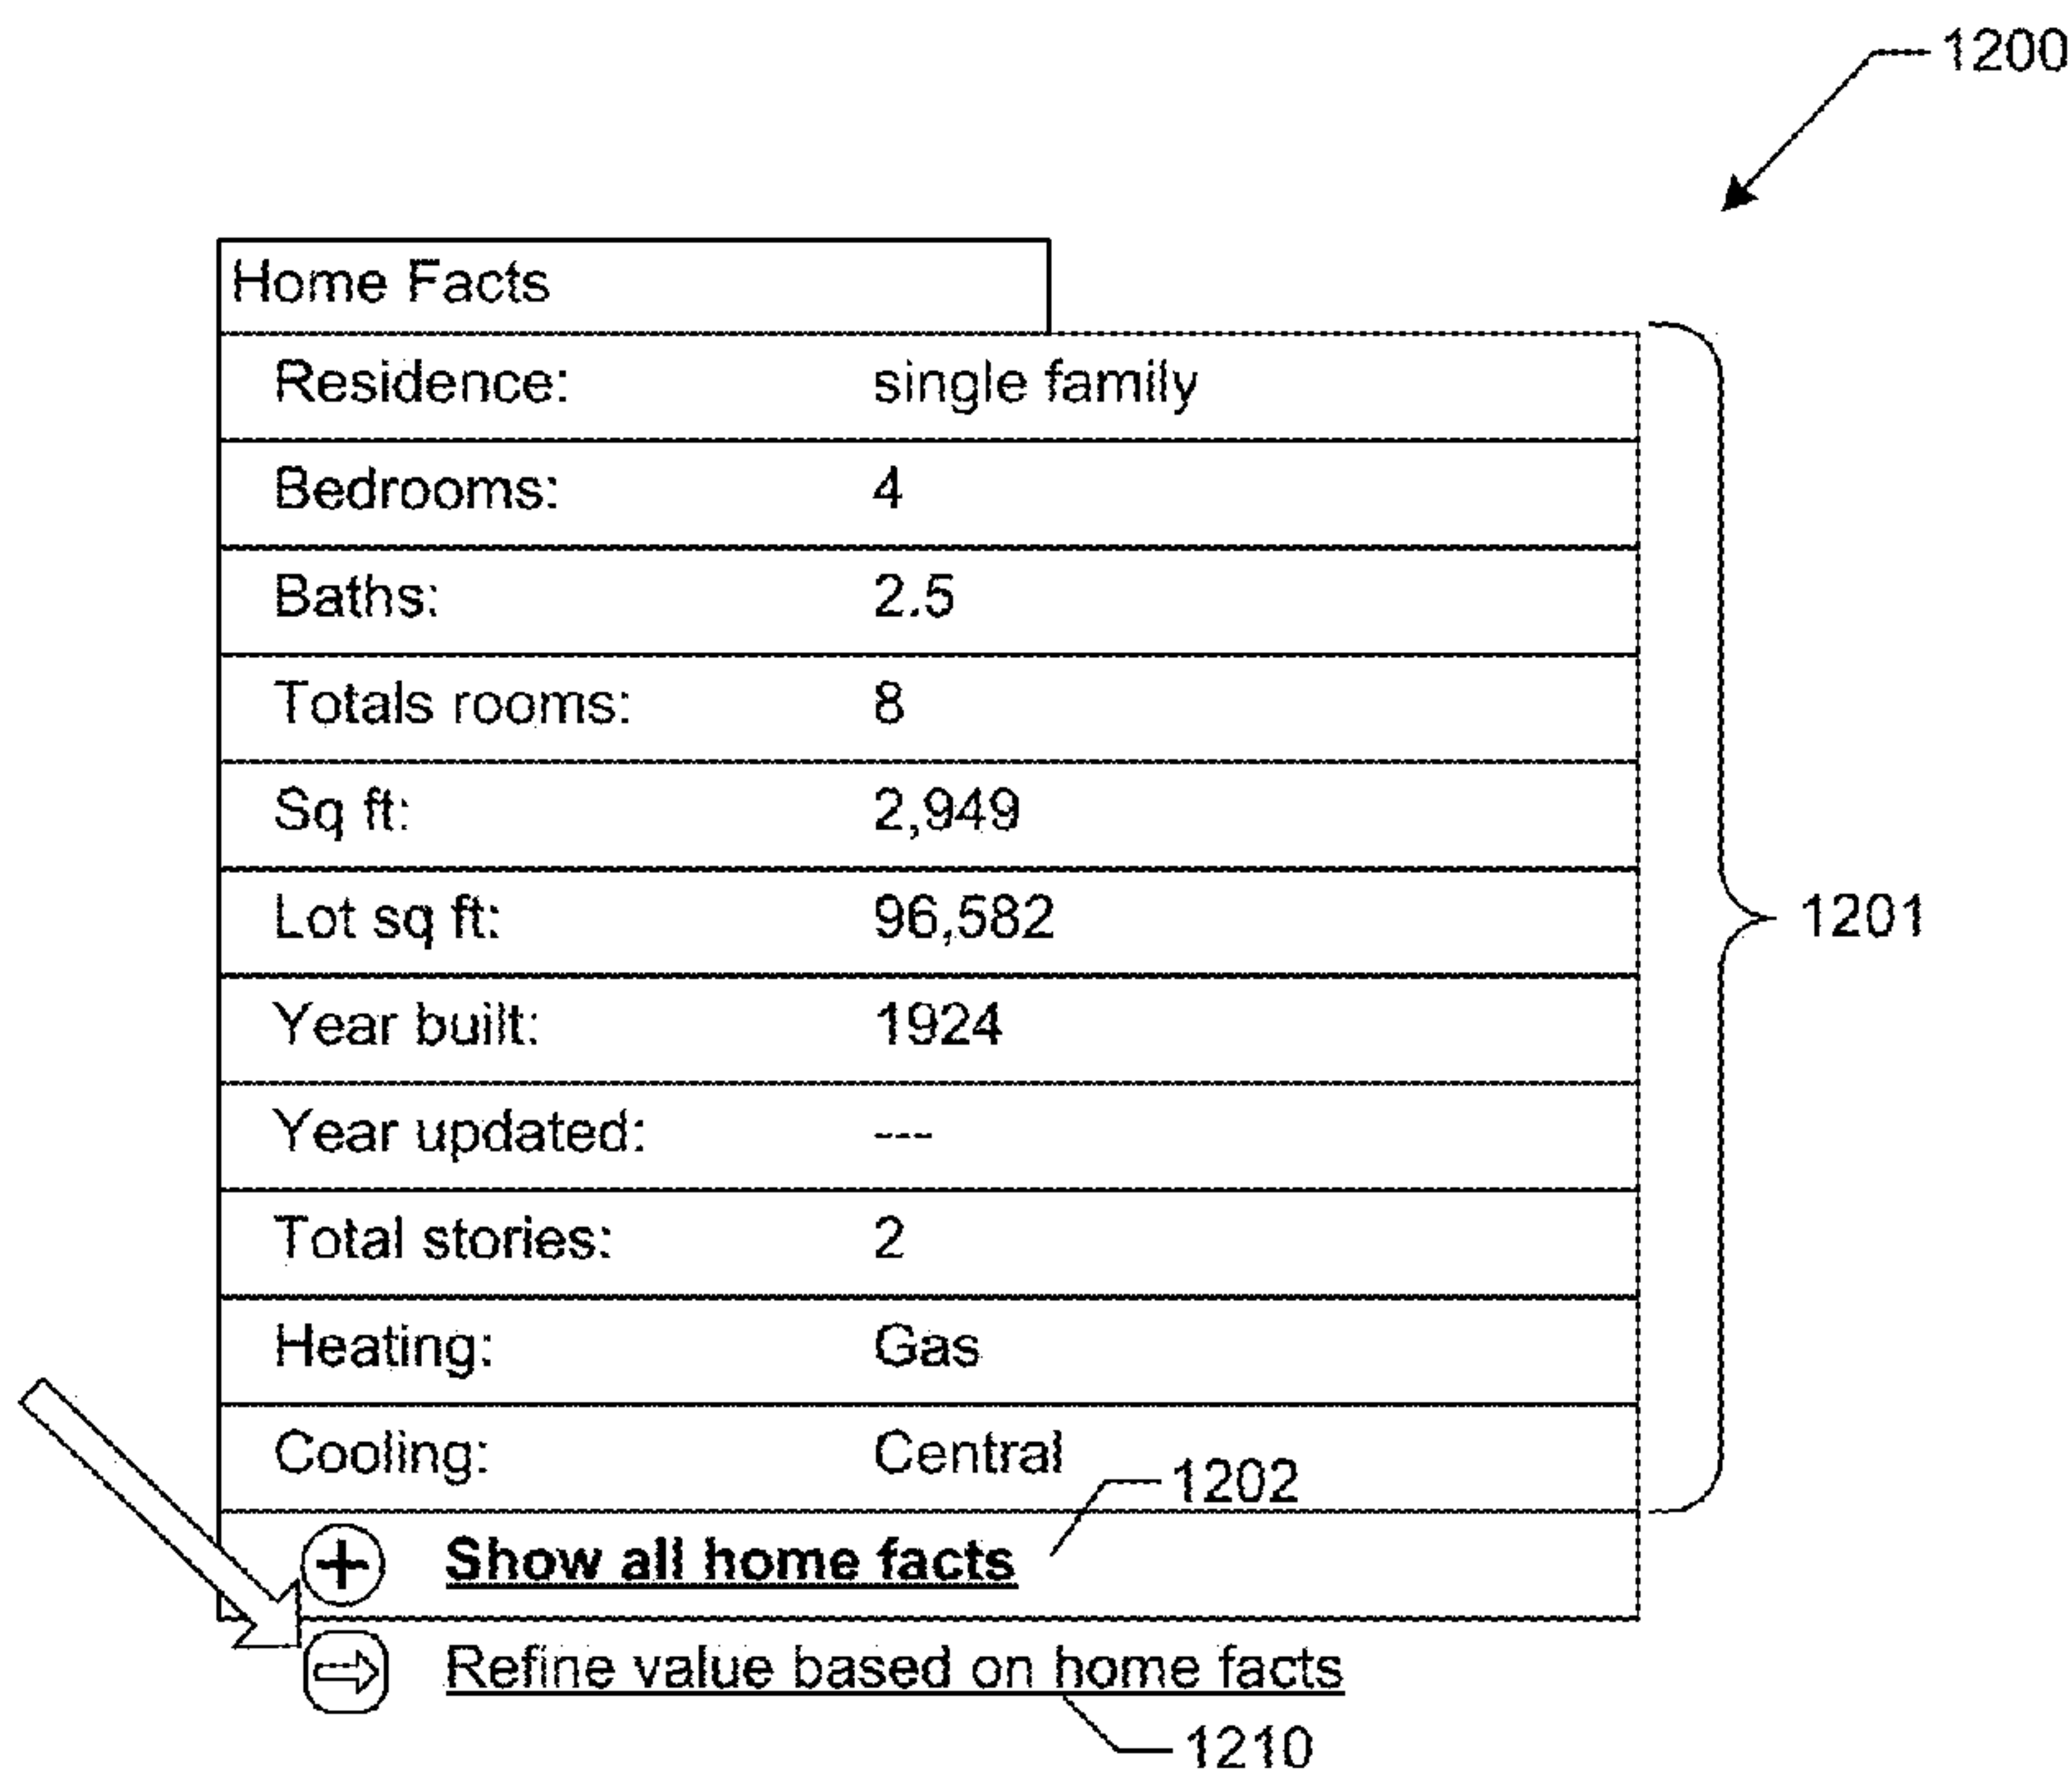 1200
Home Facts
Residence: single family
Bedrooms: 4
Baths: 2.5
Totals rooms: 8
Sq ft: 2,949
Lot sq ft: 96,582
1201
Year built: 1924
Year updated: ---
Total stories: 2
Heating: Gas
Cooling: Central
1202
Show all home facts
Refine value based on home facts
1210